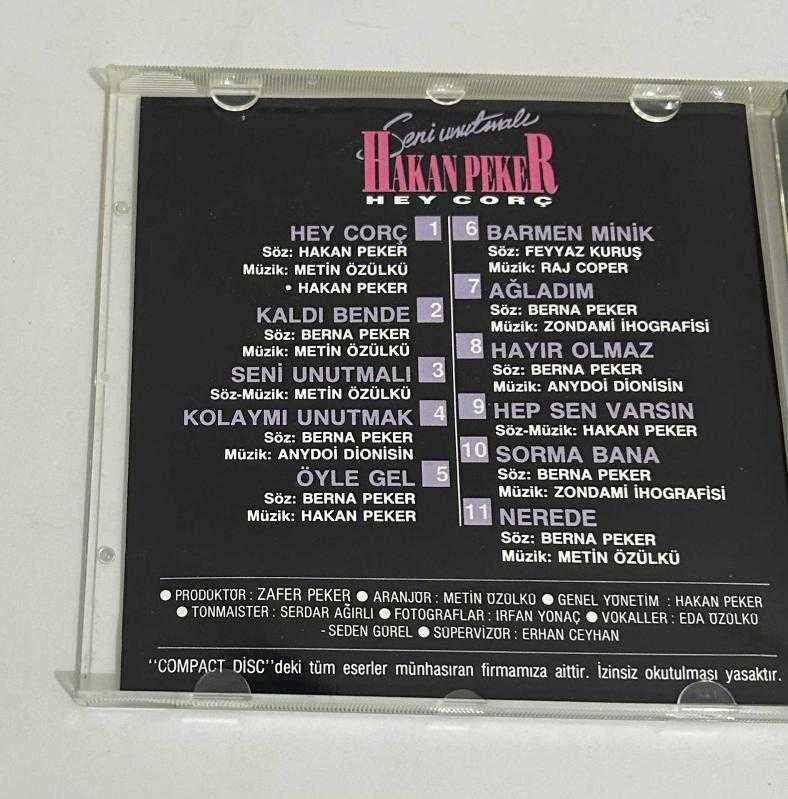 Seni unutmalı
HAKAN PEKER
HEY CORÇ
HEY CORÇ 1
Söz: HAKAN PEKER
Müzik: METİN ÖZÜLKÜ
• HAKAN PEKER
KALDI BENDE 2
Söz: BERNA PEKER
Müzik: METİN ÖZÜLKÜ
SENİ UNUTMALI 3
Söz-Müzik: METİN ÖZÜLKÜ
KOLAYMI UNUTMAK 4
Söz: BERNA PEKER
Müzik: ANYDOİ DİONİSİN
ÖYLE GEL 5
Söz: BERNA PEKER
Müzik: HAKAN PEKER
6 BARMEN MİNİK
Söz: FEYYAZ KURUŞ
Müzik: RAJ COPER
7 AĞLADIM
Söz: BERNA PEKER
Müzik: ZONDAMİ İHOGRAFİSİ
8 HAYIR OLMAZ
Söz: BERNA PEKER
Müzik: ANYDOİ DİONİSİN
9 HEP SEN VARSIN
Söz-Müzik: HAKAN PEKER
10 SORMA BANA
Söz: BERNA PEKER
Müzik: ZONDAMİ İHOGRAFİSİ
11 NEREDE
Söz: BERNA PEKER
Müzik: METİN ÖZÜLKÜ
● PRODÜKTÖR : ZAFER PEKER ● ARANJÖR : METİN ÖZÜLKÜ ● GENEL YÖNETİM : HAKAN PEKER
● TONMAISTER : SERDAR AĞIRLI ● FOTOGRAFLAR : IRFAN YONAÇ ● VOKALLER : EDA ÖZÜLKÜ
- SEDEN GÜREL ● SÜPERVİZÖR : ERHAN CEYHAN
"COMPACT DİSC"deki tüm eserler münhasıran firmamıza aittir. İzinsiz okutulması yasaktır.